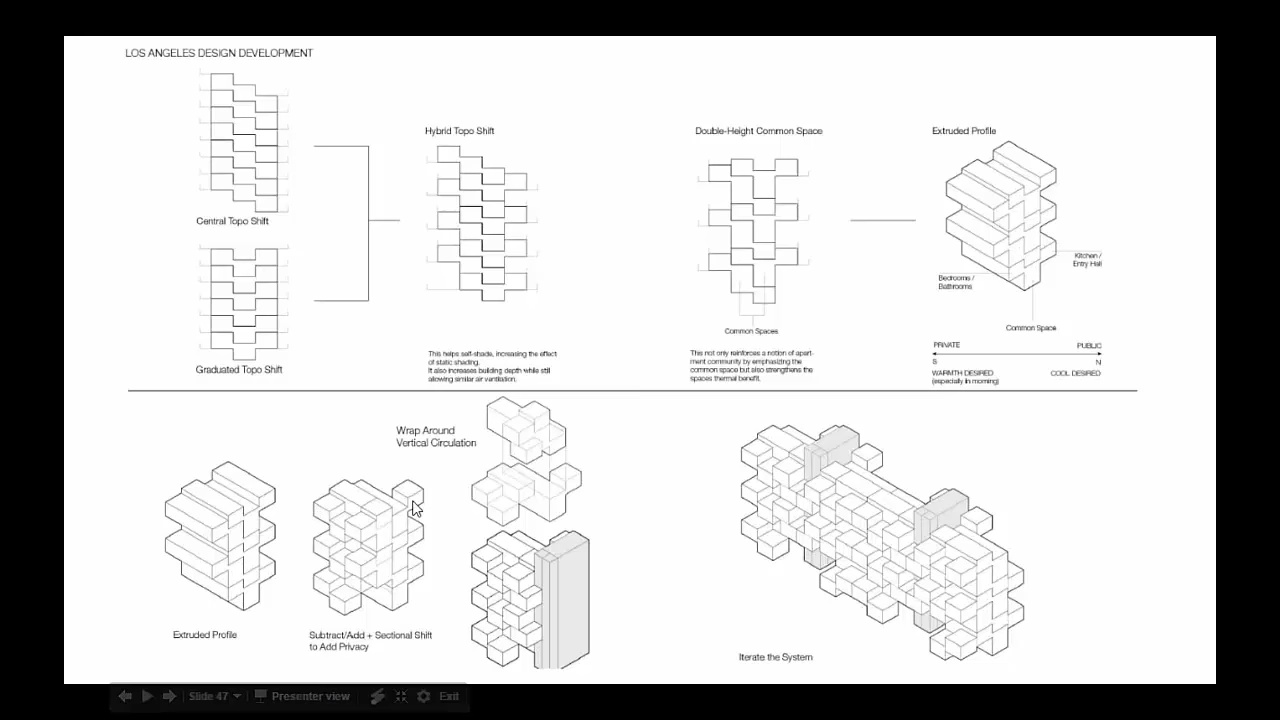 LOS ANGELES DESIGN DEVELOPMENT
Central Topo Shift
Graduated Topo Shift
Hybrid Topo Shift
This helps self-shade, increasing the effect
of static shading.
It also increases building depth while still
allowing similar air ventilation.
Double-Height Common Space
Common Spaces
This not only reinforces a notion of apart-
ment community by emphasizing the
common space but also strengthens the
spaces thermal benefit.
Extruded Profile
Kitchen /
Entry Hall
Bedrooms /
Bathrooms
Common Space
PRIVATE PUBLIC
S N
WARMTH DESIRED COOL DESIRED
(especially in morning)
Extruded Profile
Subtract/Add + Sectional Shift
to Add Privacy
Wrap Around
Vertical Circulation
Iterate the System
Slide 47 Presenter view Exit